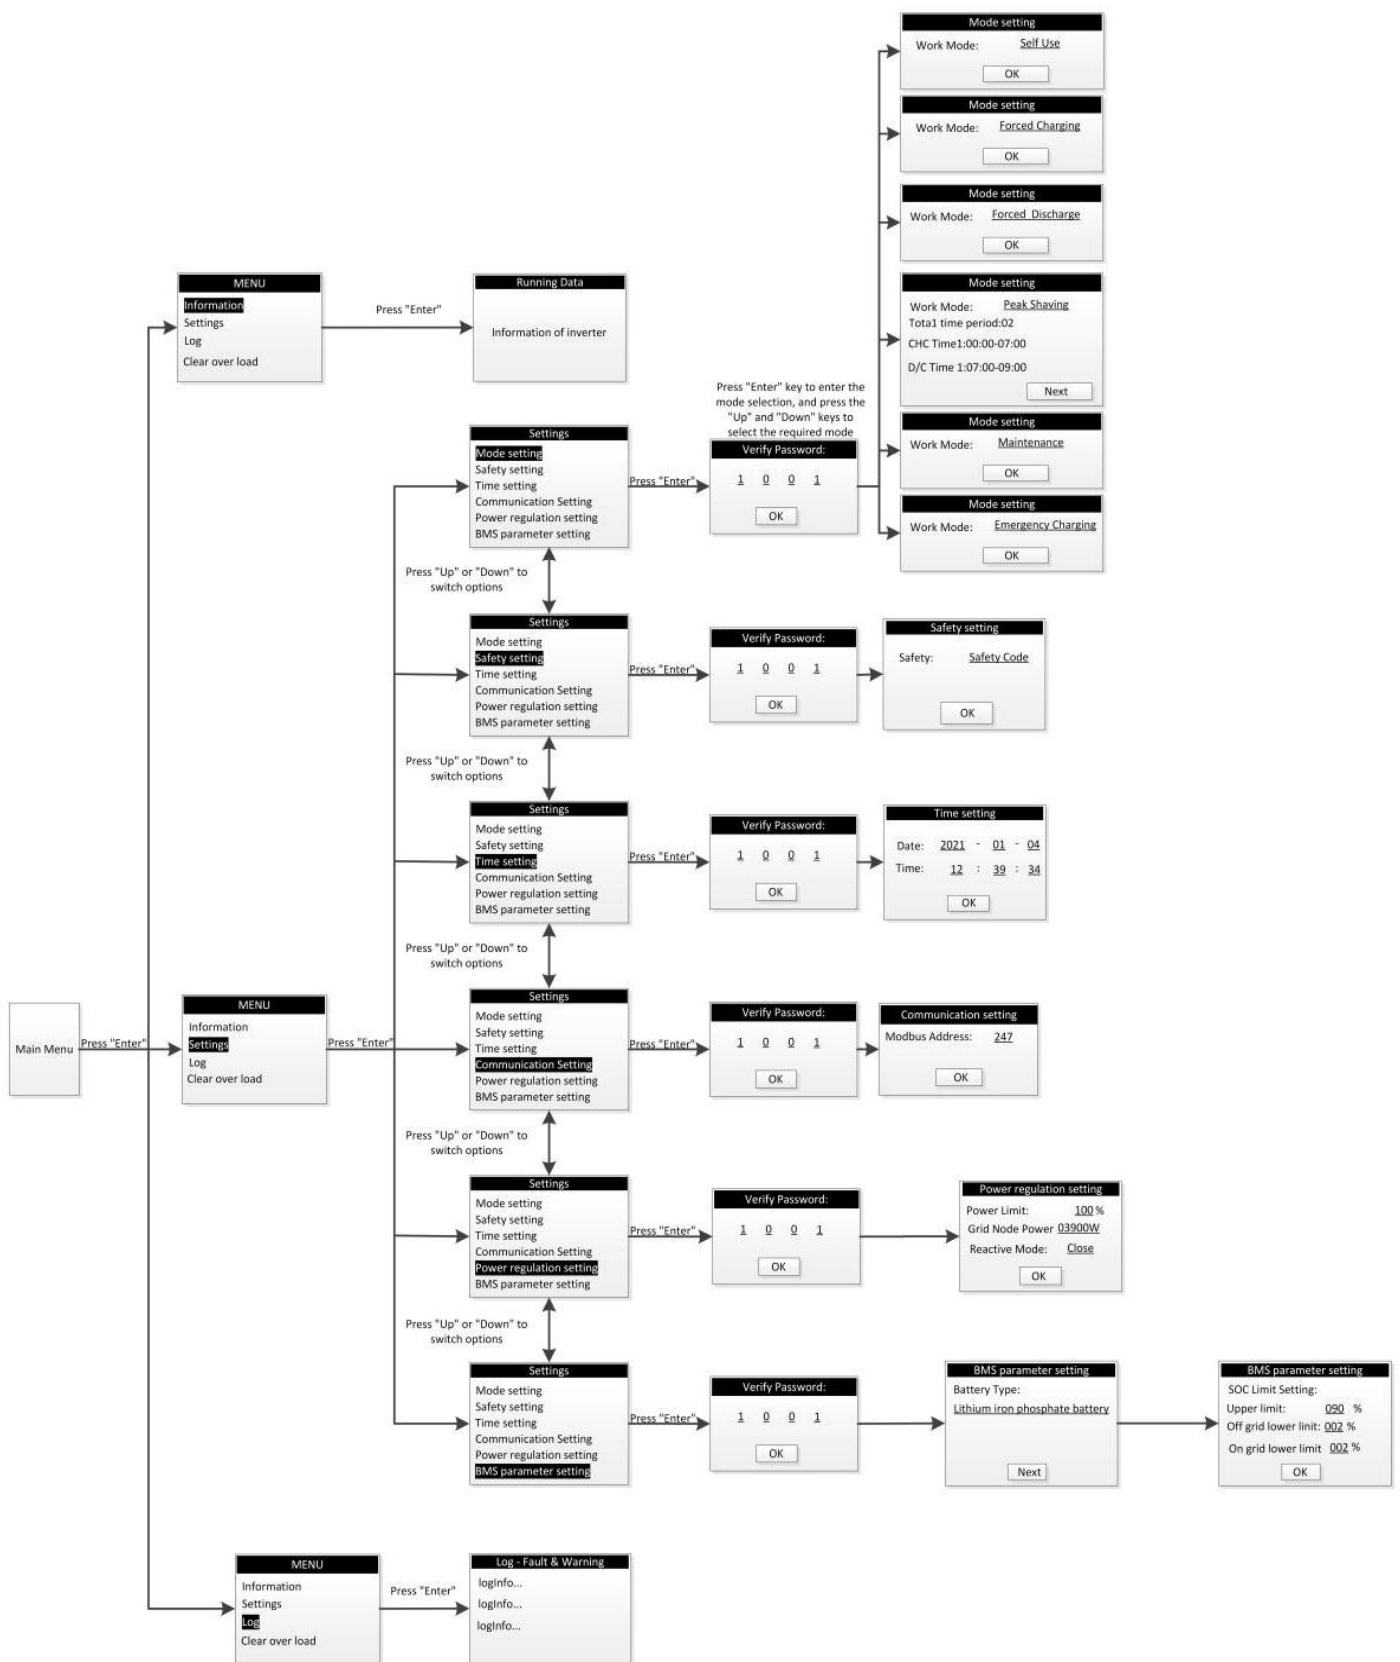 Mode setting
Work Mode: Self Use
OK
Mode setting
Work Mode: Forced Charging
OK
Mode setting
Work Mode: Forced Discharge
OK
MENU
Information
Settings
Log
Clear over load
Press "Enter"
Running Data
Information of inverter
Mode setting
Work Mode: Peak Shaving
Tota1 time period:02
CHC Time1:00:00-07:00
D/C Time 1:07:00-09:00
Next
Press "Enter" key to enter the
mode selection, and press the
"Up" and "Down" keys to
select the required mode
Mode setting
Work Mode: Maintenance
OK
Mode setting
Work Mode: Emergency Charging
OK
Settings
Mode setting
Safety setting
Time setting
Communication Setting
Power regulation setting
BMS parameter setting
Press "Enter"
Verify Password:
1 0 0 1
OK
Press "Up" or "Down" to
switch options
Settings
Mode setting
Safety setting
Time setting
Communication Setting
Power regulation setting
BMS parameter setting
Press "Enter"
Verify Password:
1 0 0 1
OK
Safety setting
Safety: Safety Code
OK
Press "Up" or "Down" to
switch options
Settings
Mode setting
Safety setting
Time setting
Communication Setting
Power regulation setting
BMS parameter setting
Press "Enter"
Verify Password:
1 0 0 1
OK
Time setting
Date: 2021 - 01 - 04
Time: 12 : 39 : 34
OK
Press "Up" or "Down" to
switch options
Main Menu
Press "Enter"
MENU
Information
Settings
Log
Clear over load
Press "Enter"
Settings
Mode setting
Safety setting
Time setting
Communication Setting
Power regulation setting
BMS parameter setting
Press "Enter"
Verify Password:
1 0 0 1
OK
Communication setting
Modbus Address: 247
OK
Press "Up" or "Down" to
switch options
Settings
Mode setting
Safety setting
Time setting
Communication Setting
Power regulation setting
BMS parameter setting
Press "Enter"
Verify Password:
1 0 0 1
OK
Power regulation setting
Power Limit: 100 %
Grid Node Power 03900W
Reactive Mode: Close
OK
Press "Up" or "Down" to
switch options
Settings
Mode setting
Safety setting
Time setting
Communication Setting
Power regulation setting
BMS parameter setting
Press "Enter"
Verify Password:
1 0 0 1
OK
BMS parameter setting
Battery Type:
Lithium iron phosphate battery
Next
BMS parameter setting
SOC Limit Setting:
Upper limit: 090 %
Off grid lower linit: 002 %
On grid lower limit 002 %
OK
MENU
Information
Settings
Log
Clear over load
Press "Enter"
Log - Fault & Warning
logInfo...
logInfo...
logInfo...